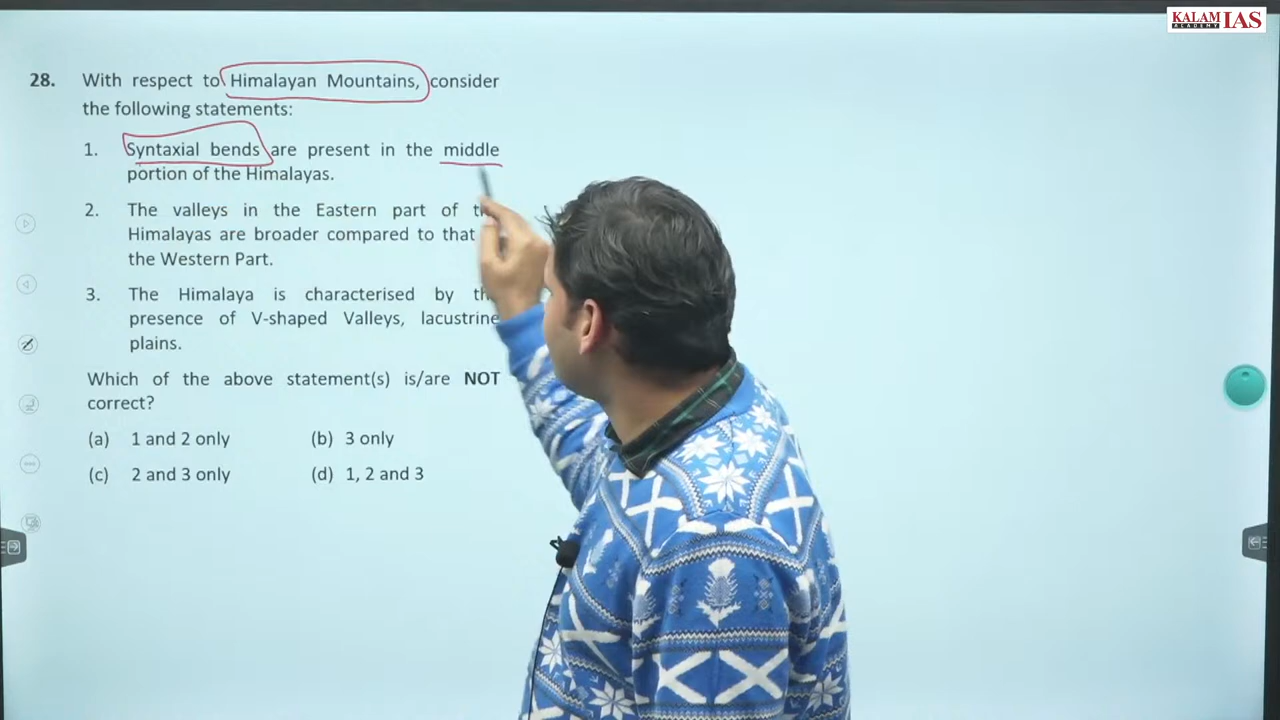 KALAM IAS
ACADEMY
28. With respect to Himalayan Mountains, consider
the following statements:
1. Syntaxial bends are present in the middle
portion of the Himalayas.
2. The valleys in the Eastern part of
Himalayas are broader compared to that
the Western Part.
3. The Himalaya is characterised by
presence of V-shaped Valleys, lacustrine
plains.
Which of the above statement(s) is/are NOT
correct?
(a) 1 and 2 only (b) 3 only
(c) 2 and 3 only (d) 1, 2 and 3